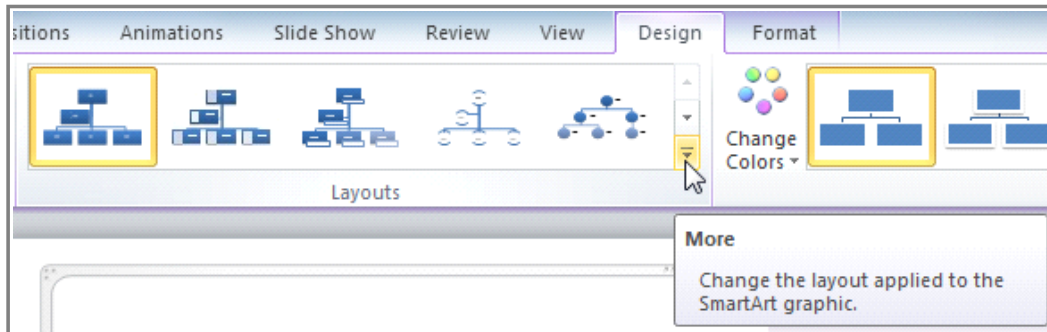 sitions Animations Slide Show Review View Design Format
Change
Colors
Layouts
More
Change the layout applied to the
SmartArt graphic.